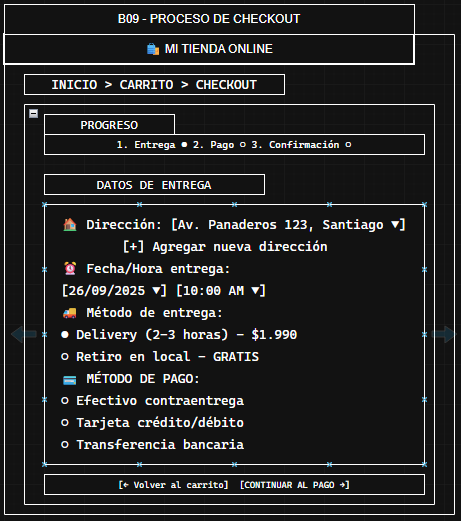 B09 - PROCESO DE CHECKOUT
🛍️ MI TIENDA ONLINE
INICIO > CARRITO > CHECKOUT
PROGRESO
1. Entrega ● 2. Pago ○ 3. Confirmación ○
DATOS DE ENTREGA
🏠 Dirección: [Av. Panaderos 123, Santiago ▼]
[+] Agregar nueva dirección
⏰ Fecha/Hora entrega:
[26/09/2025 ▼] [10:00 AM ▼]
🚚 Método de entrega:
● Delivery (2-3 horas) - $1.990
○ Retiro en local - GRATIS
💳 MÉTODO DE PAGO:
○ Efectivo contraentrega
○ Tarjeta crédito/débito
○ Transferencia bancaria
[← Volver al carrito] [CONTINUAR AL PAGO →]